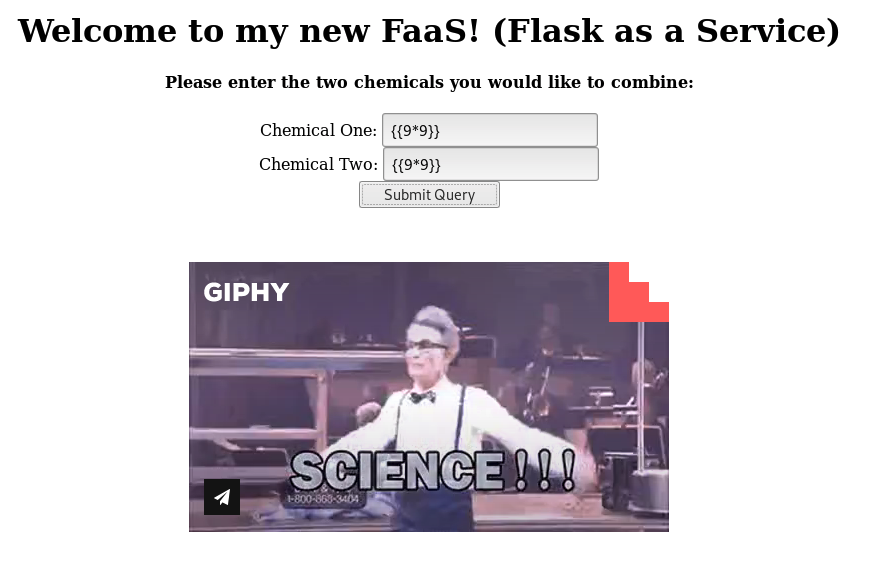 Welcome to my new FaaS! (Flask as a Service)
Please enter the two chemicals you would like to combine:
Chemical One: {{9*9}}
Chemical Two: {{9*9}}
Submit Query
GIPHY
SCIENCE!!!
1-800-863-3404